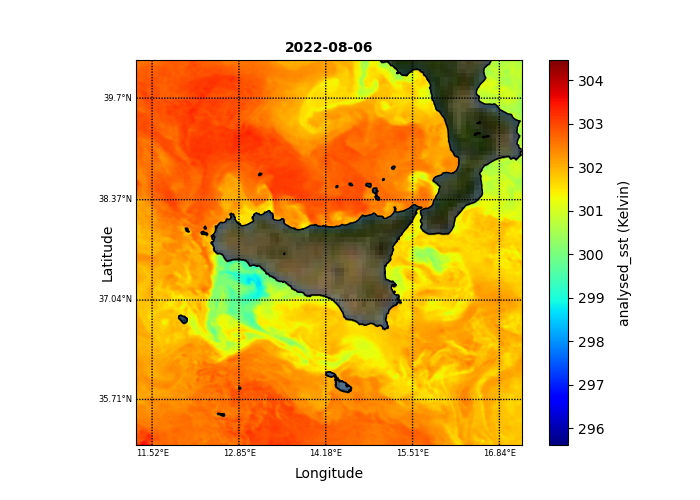 2022-08-06
39.7°N
38.37°N
37.04°N
35.71°N
Latitude
11.52°E
12.85°E
14.18°E
15.51°E
16.84°E
Longitude
304
303
302
301
300
299
298
297
296
analysed_sst (Kelvin)